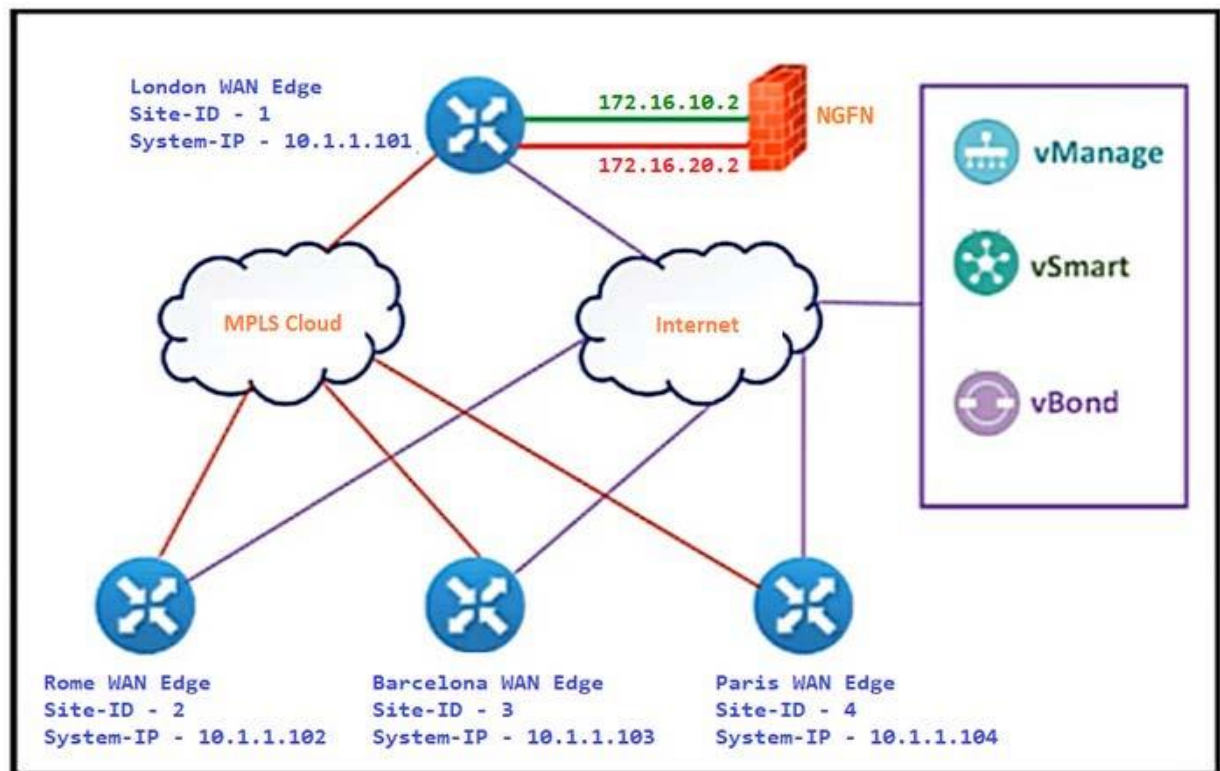 London WAN Edge
Site-ID - 1
System-IP - 10.1.1.101
172.16.10.2
NGFN
172.16.20.2
vManage
vSmart
vBond
MPLS Cloud
Internet
Rome WAN Edge
Site-ID - 2
System-IP - 10.1.1.102
Barcelona WAN Edge
Site-ID - 3
System-IP - 10.1.1.103
Paris WAN Edge
Site-ID - 4
System-IP - 10.1.1.104